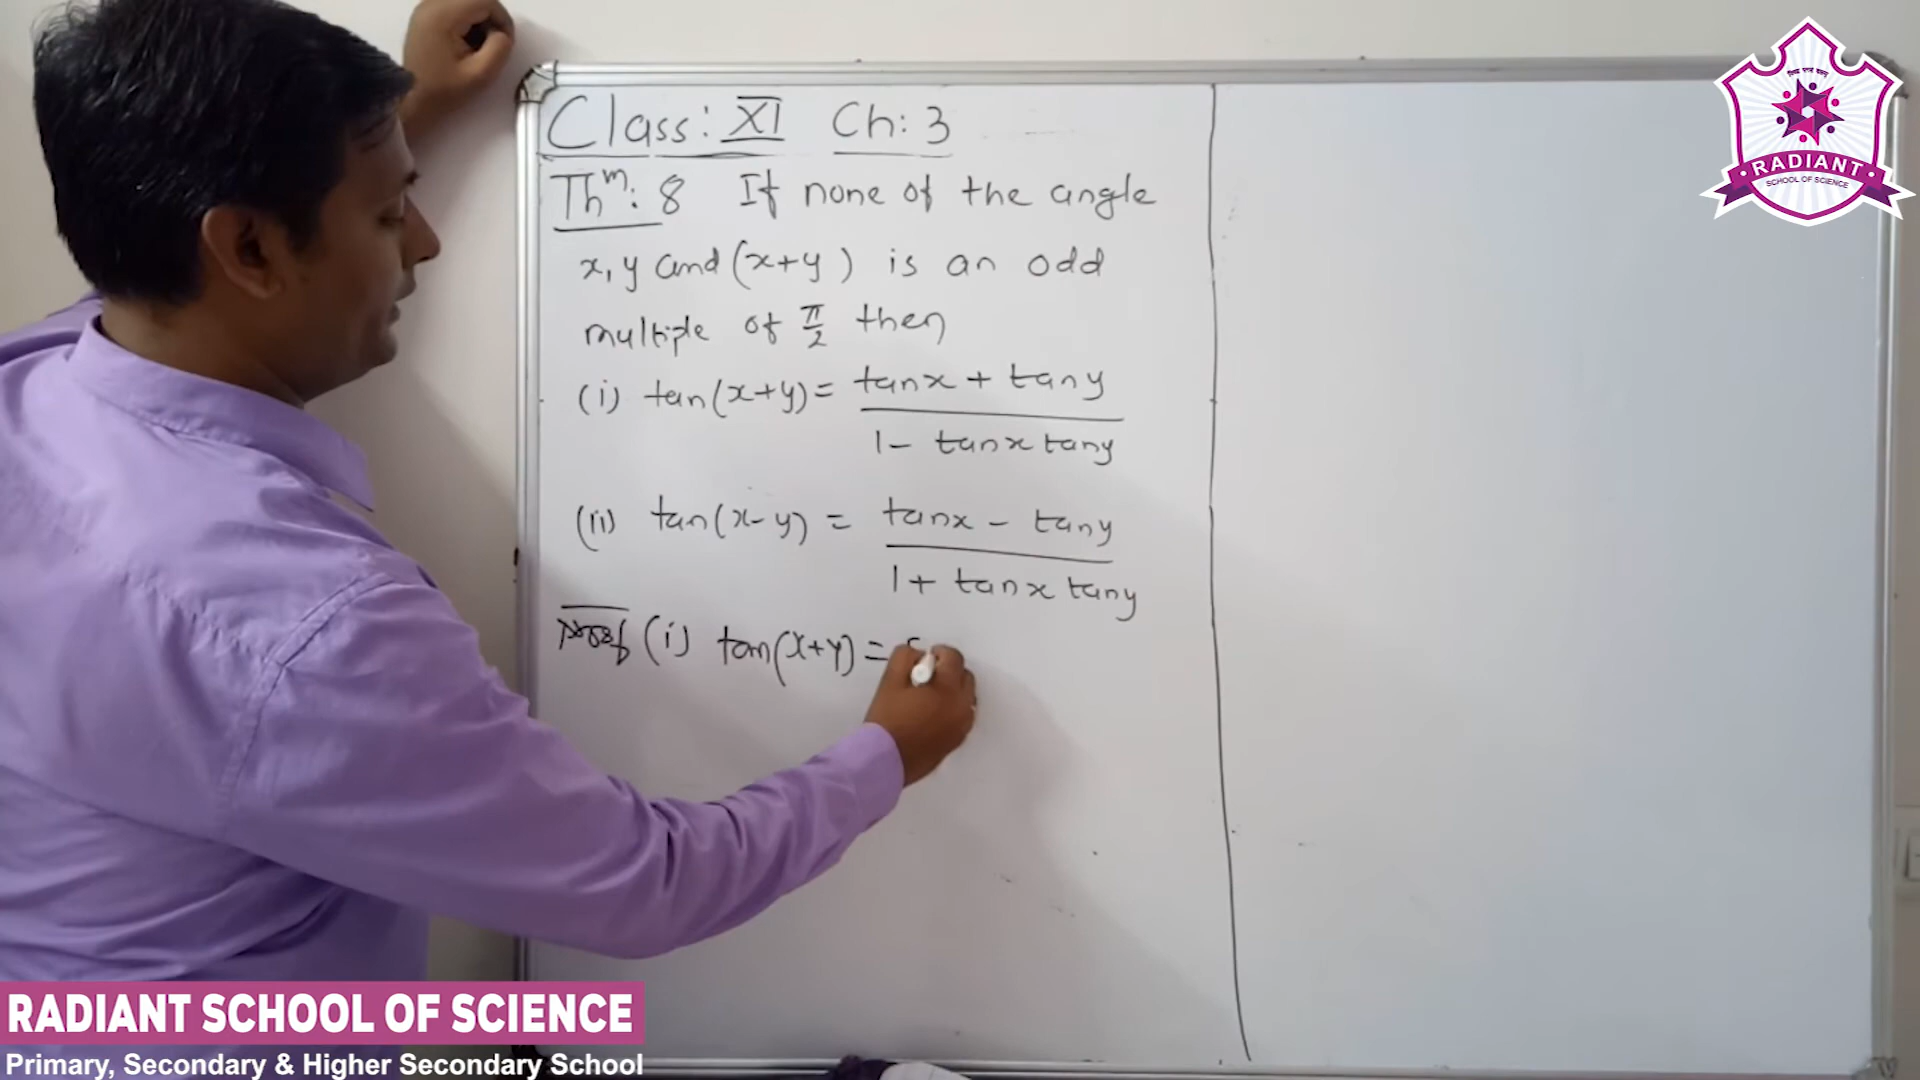 Class: XI Ch: 3
Thm: 8 If none of the angle
x, y and (x+y) is an odd
multiple of π/2 then
(i) tan(x+y) = tanx + tany
1 - tanx tany
(ii) tan(x-y) = tanx - tany
1 + tanx tany
Proof (i) tan(x+y) =
RADIANT
SCHOOL OF SCIENCE
RADIANT SCHOOL OF SCIENCE
Primary, Secondary & Higher Secondary School